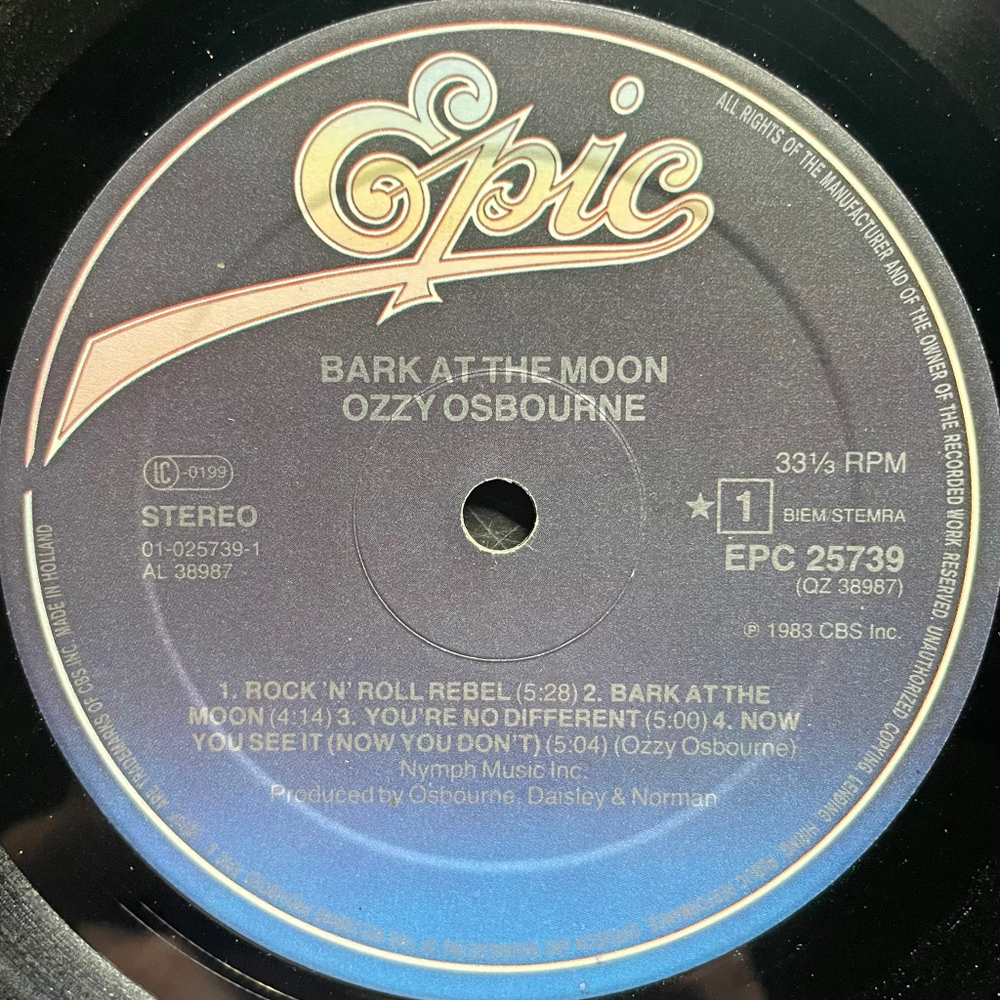 Epic
BARK AT THE MOON
OZZY OSBOURNE
LC-0199
STEREO
01-025739-1
AL 38987
33⅓ RPM
★ 1 BIEM/STEMRA
EPC 25739
(QZ 38987)
℗ 1983 CBS Inc.
1. ROCK 'N' ROLL REBEL (5:28) 2. BARK AT THE
MOON (4:14) 3. YOU'RE NO DIFFERENT (5:00) 4. NOW
YOU SEE IT (NOW YOU DON'T) (5:04) (Ozzy Osbourne)
Nymph Music Inc.
Produced by Osbourne, Daisley & Norman
ALL RIGHTS OF THE MANUFACTURER AND OF THE OWNER OF THE RECORDED WORK RESERVED. UNAUTHORIZED COPYING, LENDING, HIRING, PUBLIC
ARE TRADEMARKS OF CBS INC. MADE IN HOLLAND